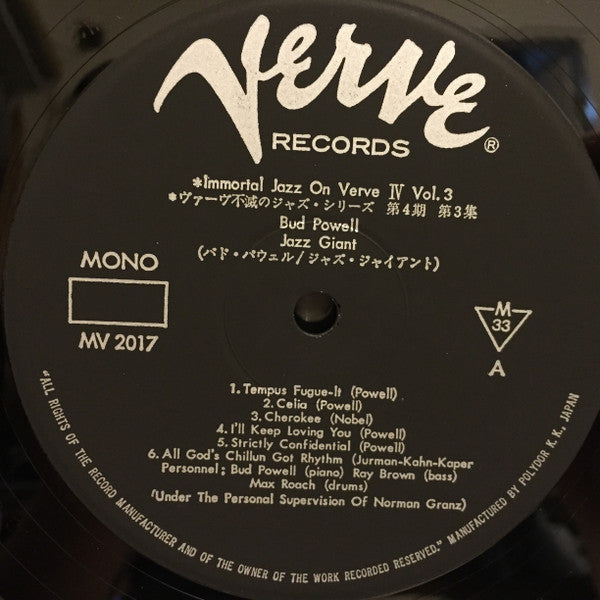 Verve
RECORDS
®
*Immortal Jazz On Verve IV Vol.3
*ヴァーヴ不滅のジャズ・シリーズ 第4期 第3集
Bud Powell
Jazz Giant
(バド・パウェル/ジャズ・ジャイアント)
MONO
MV 2017
M
33
A
1. Tempus Fugue-It (Powell)
2. Celia (Powell)
3. Cherokee (Nobel)
4. I'll Keep Loving You (Powell)
5. Strictly Confidential (Powell)
6. All God's Chillun Got Rhythm (Jurman-Kahn-Kaper
Personnel; Bud Powell (piano) Ray Brown (bass)
Max Roach (drums)
(Under The Personal Supervision Of Norman Granz)
"ALL RIGHTS OF THE RECORD MANUFACTURER AND OF THE OWNER OF THE WORK RECORDED RESERVED." MANUFACTURED BY POLYDOR K.K., JAPAN